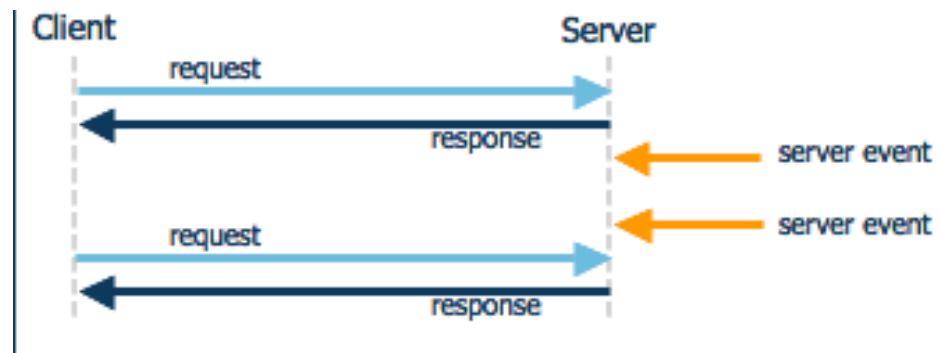 Client
Server
request
response
server event
server event
request
response